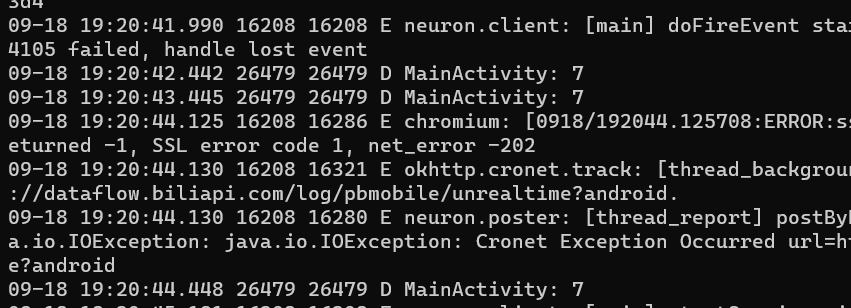 3d4
09-18 19:20:41.990 16208 16208 E neuron.client: [main] doFireEvent
4105 failed, handle lost event
09-18 19:20:42.442 26479 26479 D MainActivity: 7
09-18 19:20:43.445 26479 26479 D MainActivity: 7
09-18 19:20:44.125 16208 16286 E chromium: [0918/192044.125708:ERROR:
eturned -1, SSL error code 1, net_error -202
09-18 19:20:44.130 16208 16321 E okhttp.cronet.track: [thread_backgroun
://dataflow.biliapi.com/log/pbmobile/unrealtime?android.
09-18 19:20:44.130 16208 16280 E neuron.poster: [thread_report]
a.io.IOException: java.io.IOException: Cronet Exception Occurred
e?android
09-18 19:20:44.448 26479 26479 D MainActivity: 7